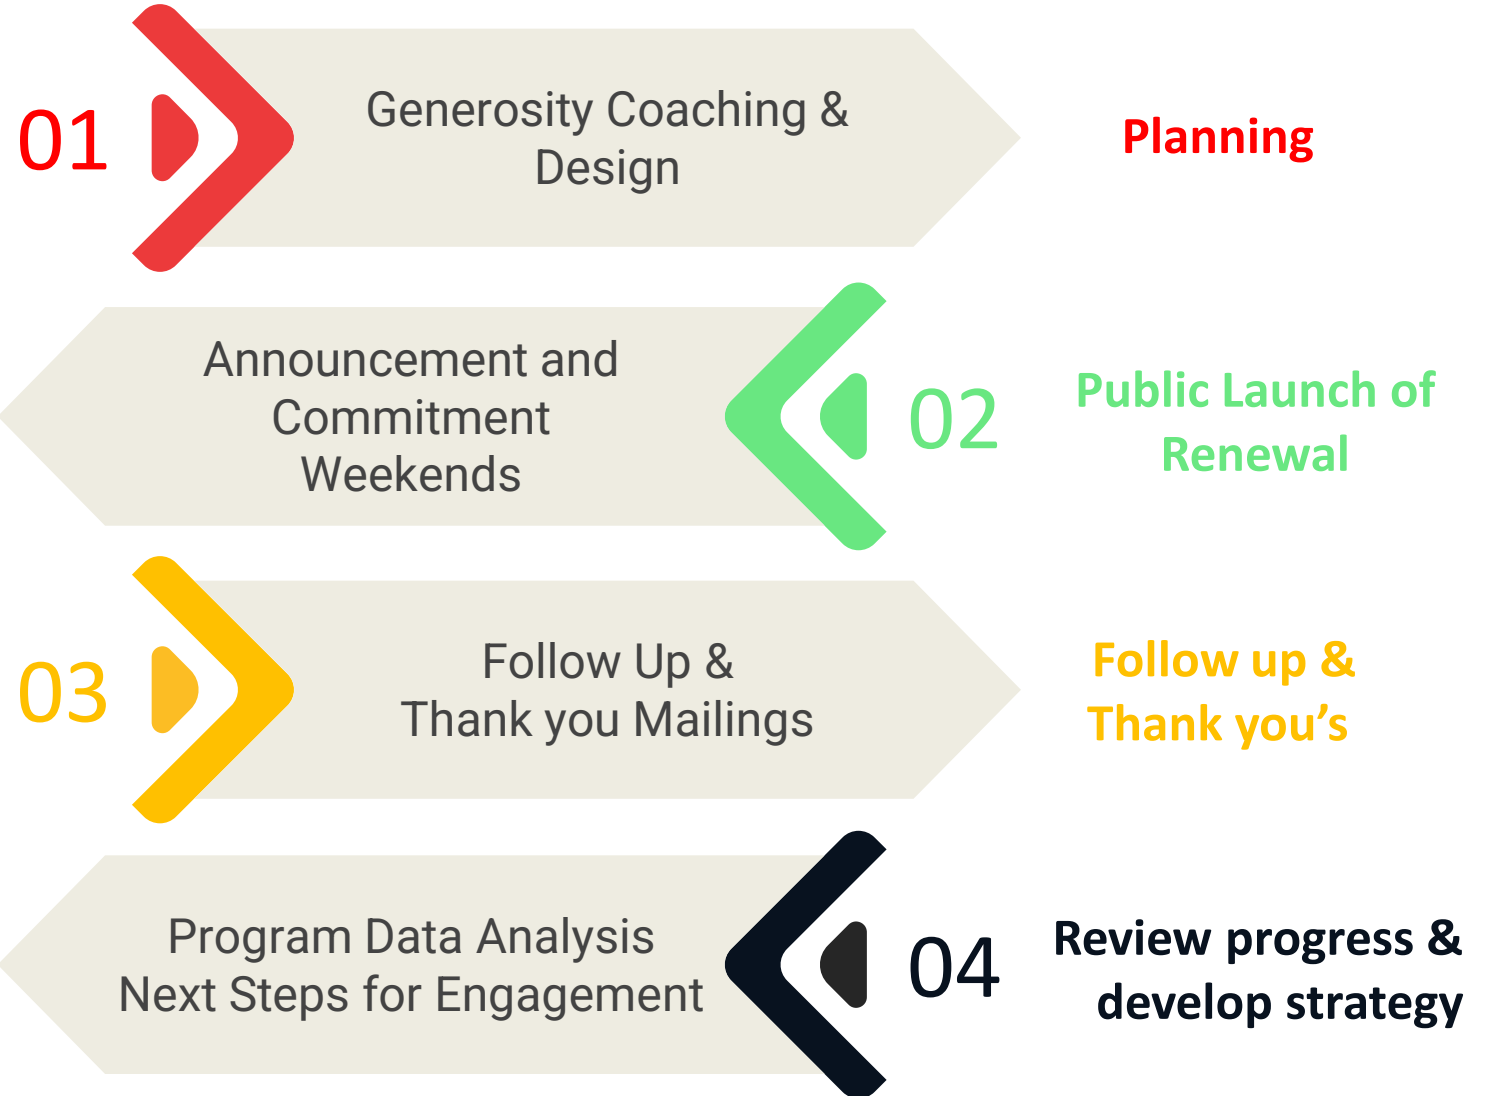 01
Generosity Coaching &
Design
Planning
Announcement and
Commitment
Weekends
02
Public Launch of
Renewal
03
Follow Up &
Thank you Mailings
Follow up &
Thank you’s
Program Data Analysis
Next Steps for Engagement
04
Review progress &
develop strategy